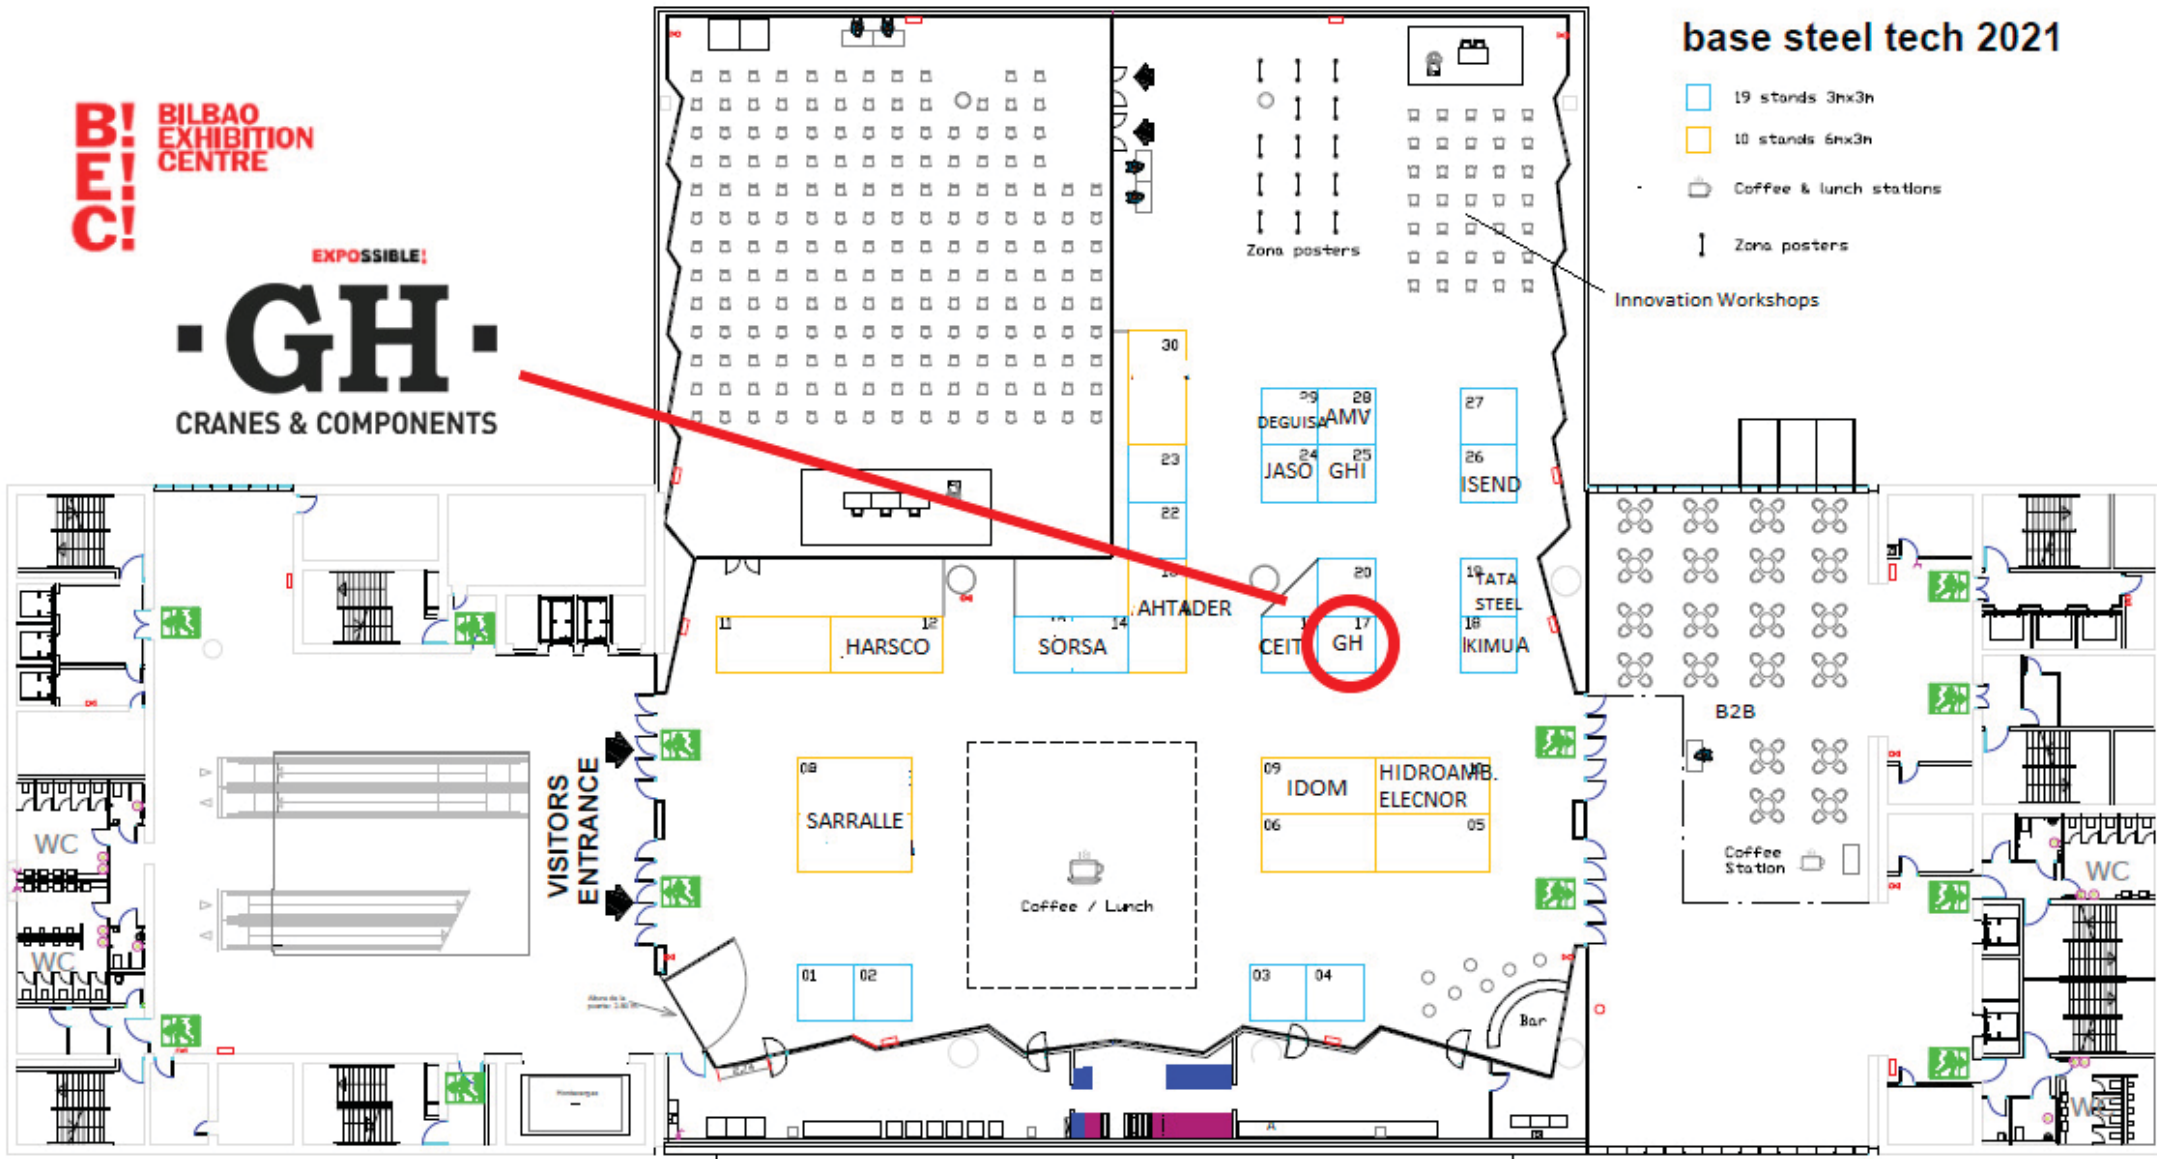 base steel tech 2021
19 stands 3mx3m
10 stands 6mx3m
Coffee & lunch stations
Zona posters
B! BILBAO
E! EXHIBITION
C! CENTRE
EXPOSSIBLE!
·GH·
CRANES & COMPONENTS
Zona posters
Innovation Workshops
30
29 28
DEGUISA AMV
27
23
24 25
JASO GHI
26
ISEND
22
20
19 TATA
STEEL
AHTADER
11
12
HARSCO
14
SORSA
CEIT
17
GH
18
IKIMUA
B2B
VISITORS
ENTRANCE
08
SARRALLE
09
IDOM
HIDROAMB.
ELECNOR
06
05
Coffee / Lunch
Coffee
Station
WC
WC
WC
WC
01 02
03 04
Bar
Altura de la
A